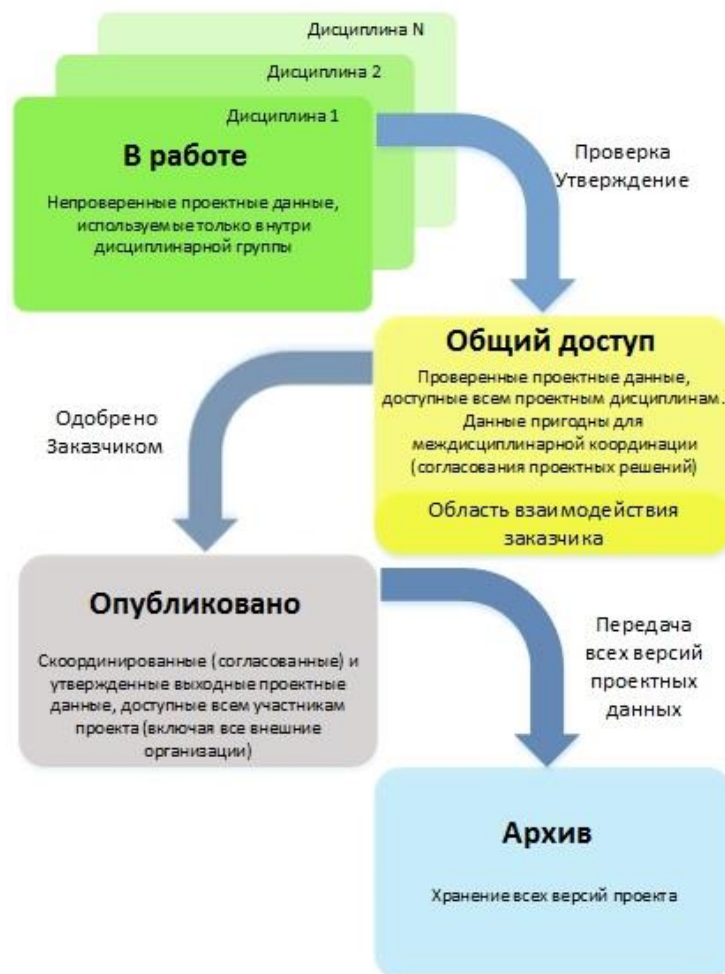 Дисциплина N
Дисциплина 2
Дисциплина 1
В работе
Непроверенные проектные данные,
используемые только внутри
дисциплинарной группы
Проверка
Утверждение
Общий доступ
Проверенные проектные данные,
доступные всем проектным дисциплинам.
Данные пригодны для
междисциплинарной координации
(согласования проектных решений)
Область взаимодействия
заказчика
Одобрено
Заказчиком
Опубликовано
Скоординированные (согласованные) и
утвержденные выходные проектные
данные, доступные всем участникам
проекта (включая все внешние
организации)
Передача
всех версий
проектных
данных
Архив
Хранение всех версий проекта